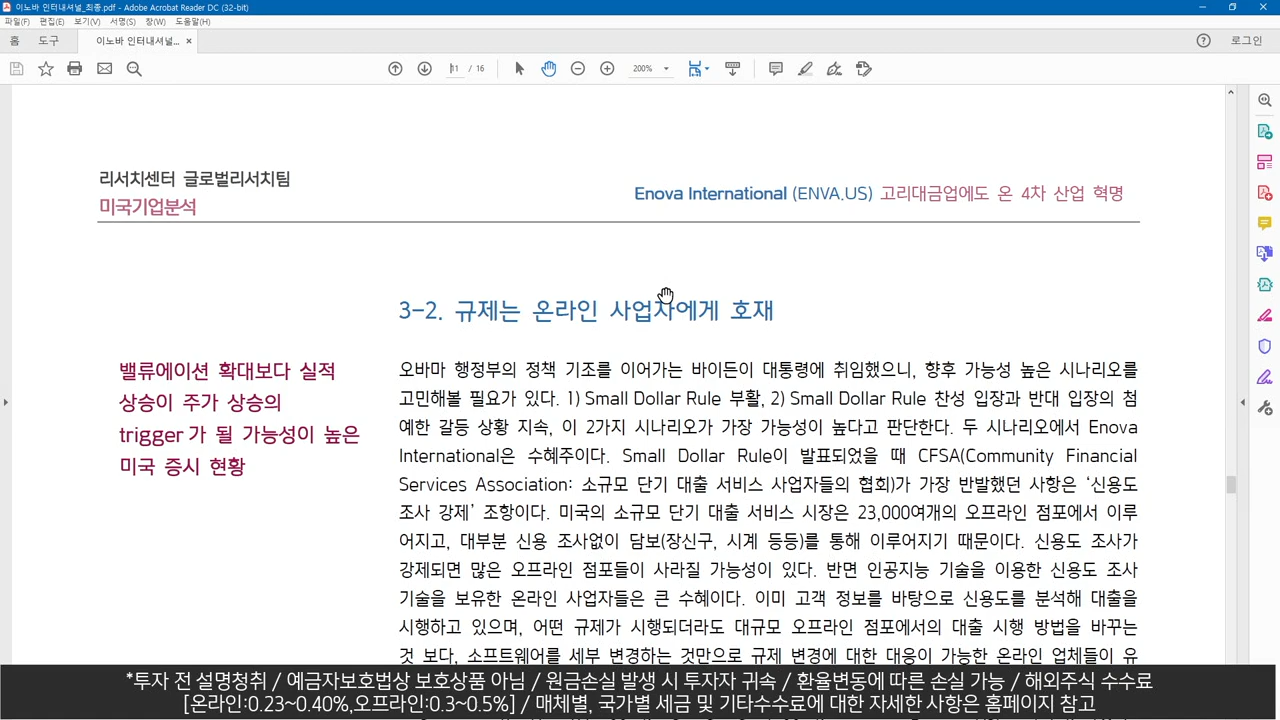 이노바 인터내셔널_최종.pdf - Adobe Acrobat Reader DC (32-bit)
파일(F) 편집(E) 보기(V) 서명(S) 창(W) 도움말(H)
홈 도구 이노바 인터내셔널... × 로그인
11 / 16 200%
리서치센터 글로벌리서치팀
미국기업분석
Enova International (ENVA.US) 고리대금업에도 온 4차 산업 혁명
3-2. 규제는 온라인 사업자에게 호재
밸류에이션 확대보다 실적
상승이 주가 상승의
trigger가 될 가능성이 높은
미국 증시 현황
오바마 행정부의 정책 기조를 이어가는 바이든이 대통령에 취임했으니, 향후 가능성 높은 시나리오를
고민해볼 필요가 있다. 1) Small Dollar Rule 부활, 2) Small Dollar Rule 찬성 입장과 반대 입장의 첨
예한 갈등 상황 지속, 이 2가지 시나리오가 가장 가능성이 높다고 판단한다. 두 시나리오에서 Enova
International은 수혜주이다. Small Dollar Rule이 발표되었을 때 CFSA(Community Financial
Services Association: 소규모 단기 대출 서비스 사업자들의 협회)가 가장 반발했던 사항은 ‘신용도
조사 강제’ 조항이다. 미국의 소규모 단기 대출 서비스 시장은 23,000여개의 오프라인 점포에서 이루
어지고, 대부분 신용 조사없이 담보(장신구, 시계 등등)를 통해 이루어지기 때문이다. 신용도 조사가
강제되면 많은 오프라인 점포들이 사라질 가능성이 있다. 반면 인공지능 기술을 이용한 신용도 조사
기술을 보유한 온라인 사업자들은 큰 수혜이다. 이미 고객 정보를 바탕으로 신용도를 분석해 대출을
시행하고 있으며, 어떤 규제가 시행되더라도 대규모 오프라인 점포에서의 대출 시행 방법을 바꾸는
것 보다, 소프트웨어를 세부 변경하는 것만으로 규제 변경에 대한 대응이 가능한 온라인 업체들이 유
*투자 전 설명청취 / 예금자보호법상 보호상품 아님 / 원금손실 발생 시 투자자 귀속 / 환율변동에 따른 손실 가능 / 해외주식 수수료
[온라인:0.23~0.40%,오프라인:0.3~0.5%] / 매체별, 국가별 세금 및 기타수수료에 대한 자세한 사항은 홈페이지 참고